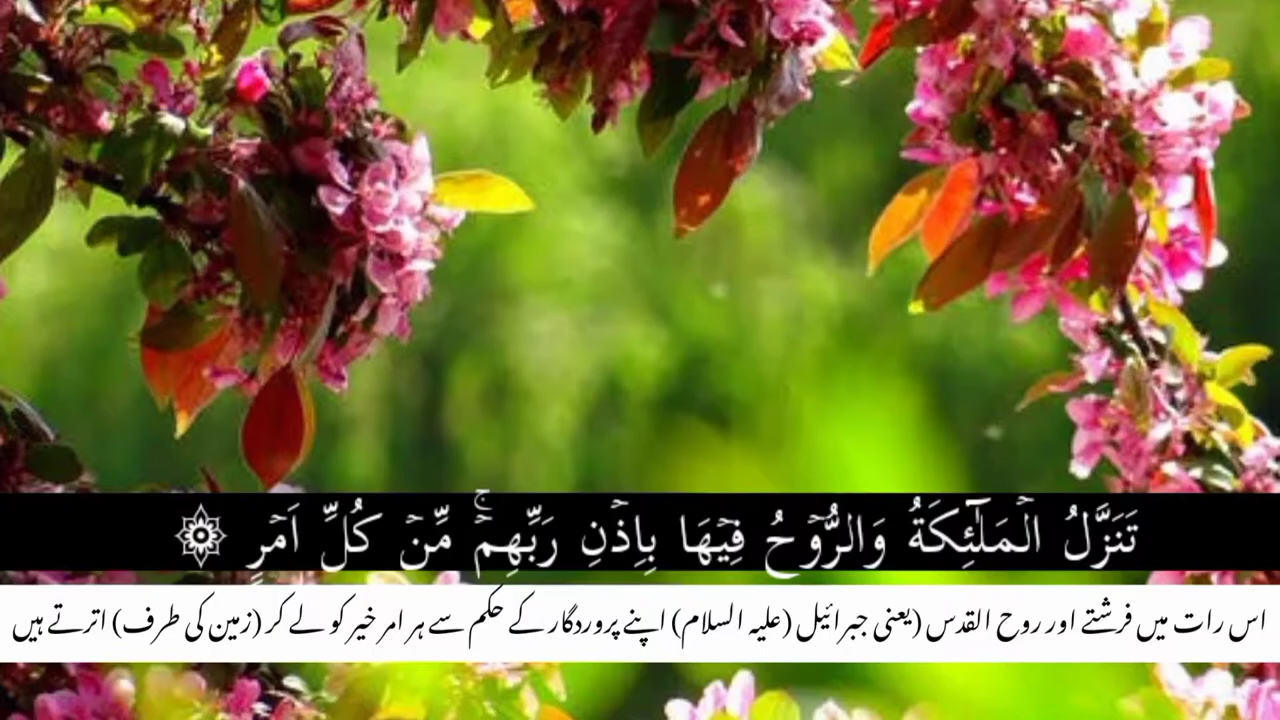 تَنَزَّلُ الۡمَلٰٓئِكَةُ وَالرُّوۡحُ فِيۡهَا بِاِذۡنِ رَبِّهِمۡ‌ۚ مِّنۡ كُلِّ اَمۡرٍ ۞
اس رات میں فرشتے اور روح القدس (یعنی جبرائیل (علیہ السلام) اپنے پروردگار کے حکم سے ہر امر خیر کو لے کر (زمین کی طرف) اترتے ہیں